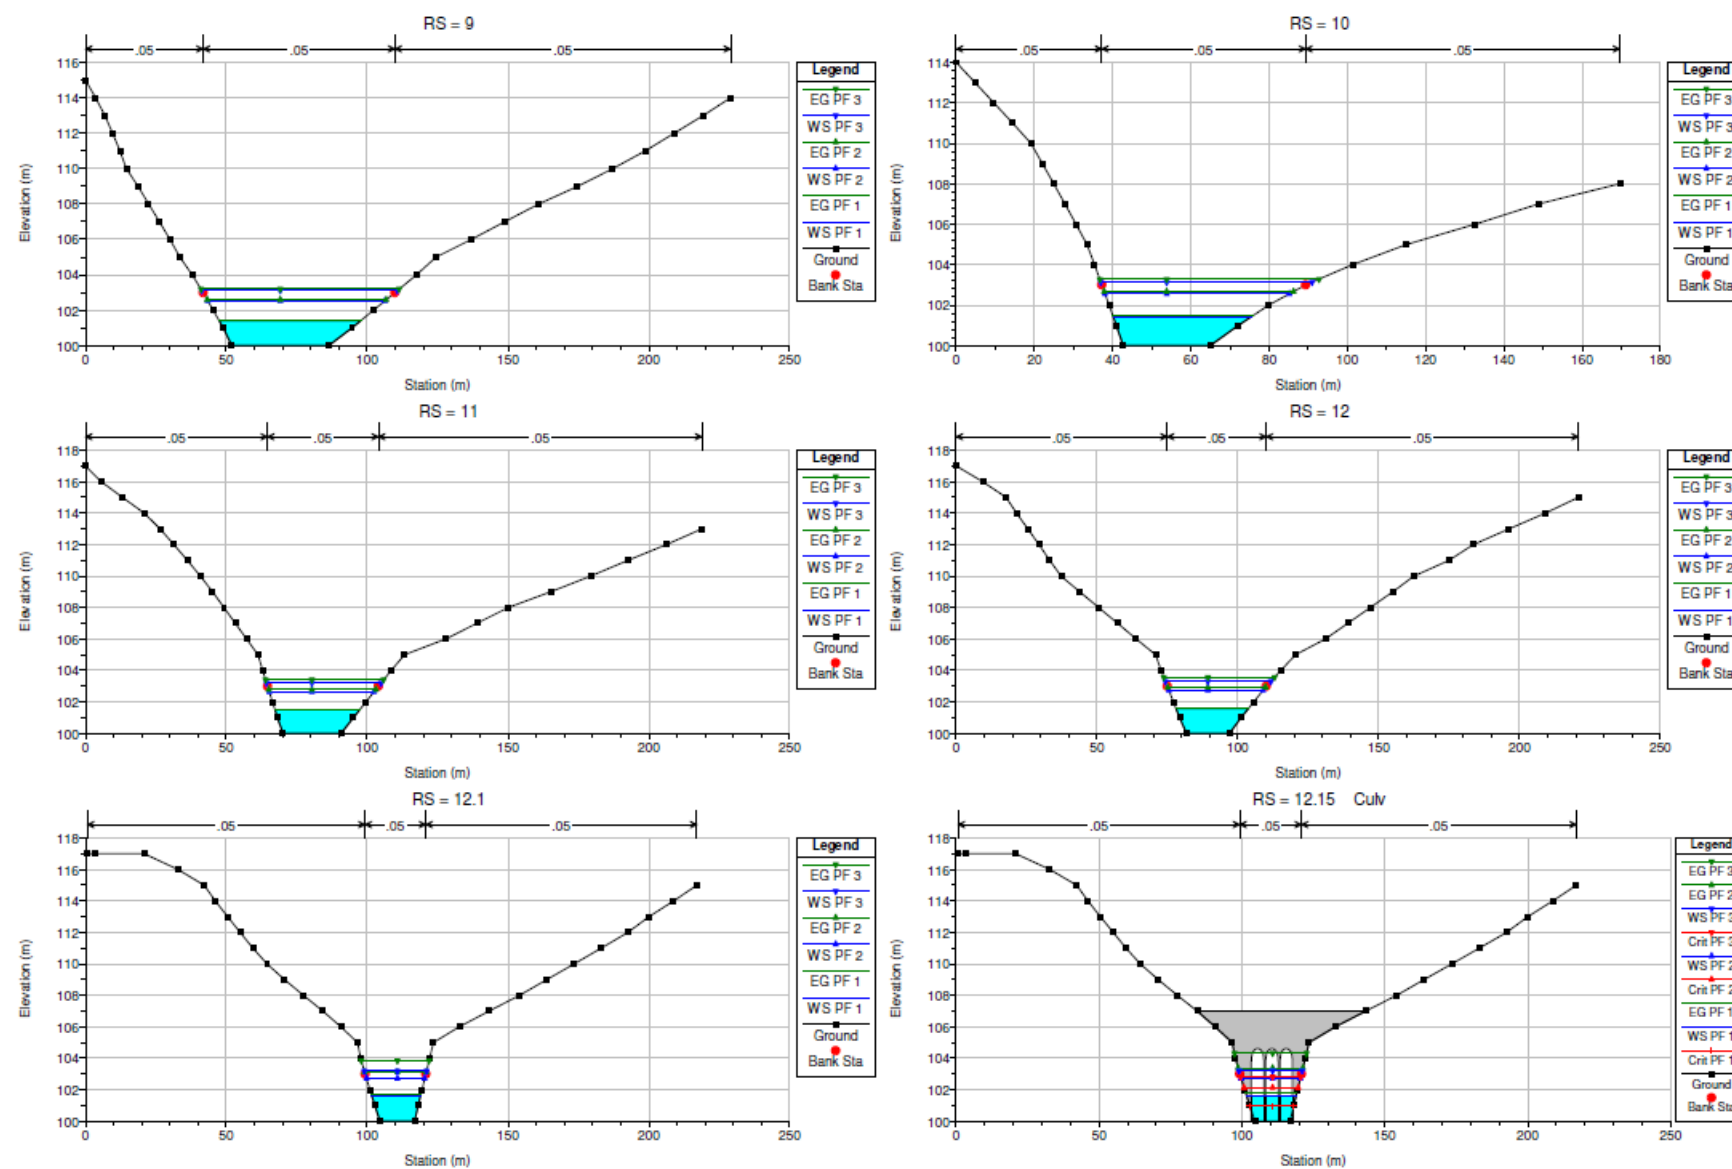 RS = 9
.05 .05 .05
116
114
112
110
108
106
104
102
100
0 50 100 150 200 250
Elevation (m)
Station (m)
Legend
EG PF 3
WS PF 3
EG PF 2
WS PF 2
EG PF 1
WS PF 1
Ground
Bank Sta
RS = 10
.05 .05 .05
114
112
110
108
106
104
102
100
0 20 40 60 80 100 120 140 160 180
Elevation (m)
Station (m)
Legend
EG PF 3
WS PF 3
EG PF 2
WS PF 2
EG PF 1
WS PF 1
Ground
Bank Sta
RS = 11
.05 .05 .05
118
116
114
112
110
108
106
104
102
100
0 50 100 150 200 250
Elevation (m)
Station (m)
Legend
EG PF 3
WS PF 3
EG PF 2
WS PF 2
EG PF 1
WS PF 1
Ground
Bank Sta
RS = 12
.05 .05 .05
118
116
114
112
110
108
106
104
102
100
0 50 100 150 200 250
Elevation (m)
Station (m)
Legend
EG PF 3
WS PF 3
EG PF 2
WS PF 2
EG PF 1
WS PF 1
Ground
Bank Sta
RS = 12.1
.05 .05 .05
118
116
114
112
110
108
106
104
102
100
0 50 100 150 200 250
Elevation (m)
Station (m)
Legend
EG PF 3
WS PF 3
EG PF 2
WS PF 2
EG PF 1
WS PF 1
Ground
Bank Sta
RS = 12.15 Culv
.05 .05 .05
118
116
114
112
110
108
106
104
102
100
0 50 100 150 200 250
Elevation (m)
Station (m)
Legend
EG PF 3
EG PF 2
WS PF 3
Crit PF 3
WS PF 2
Crit PF 2
EG PF 1
WS PF 1
Crit PF 1
Ground
Bank Sta